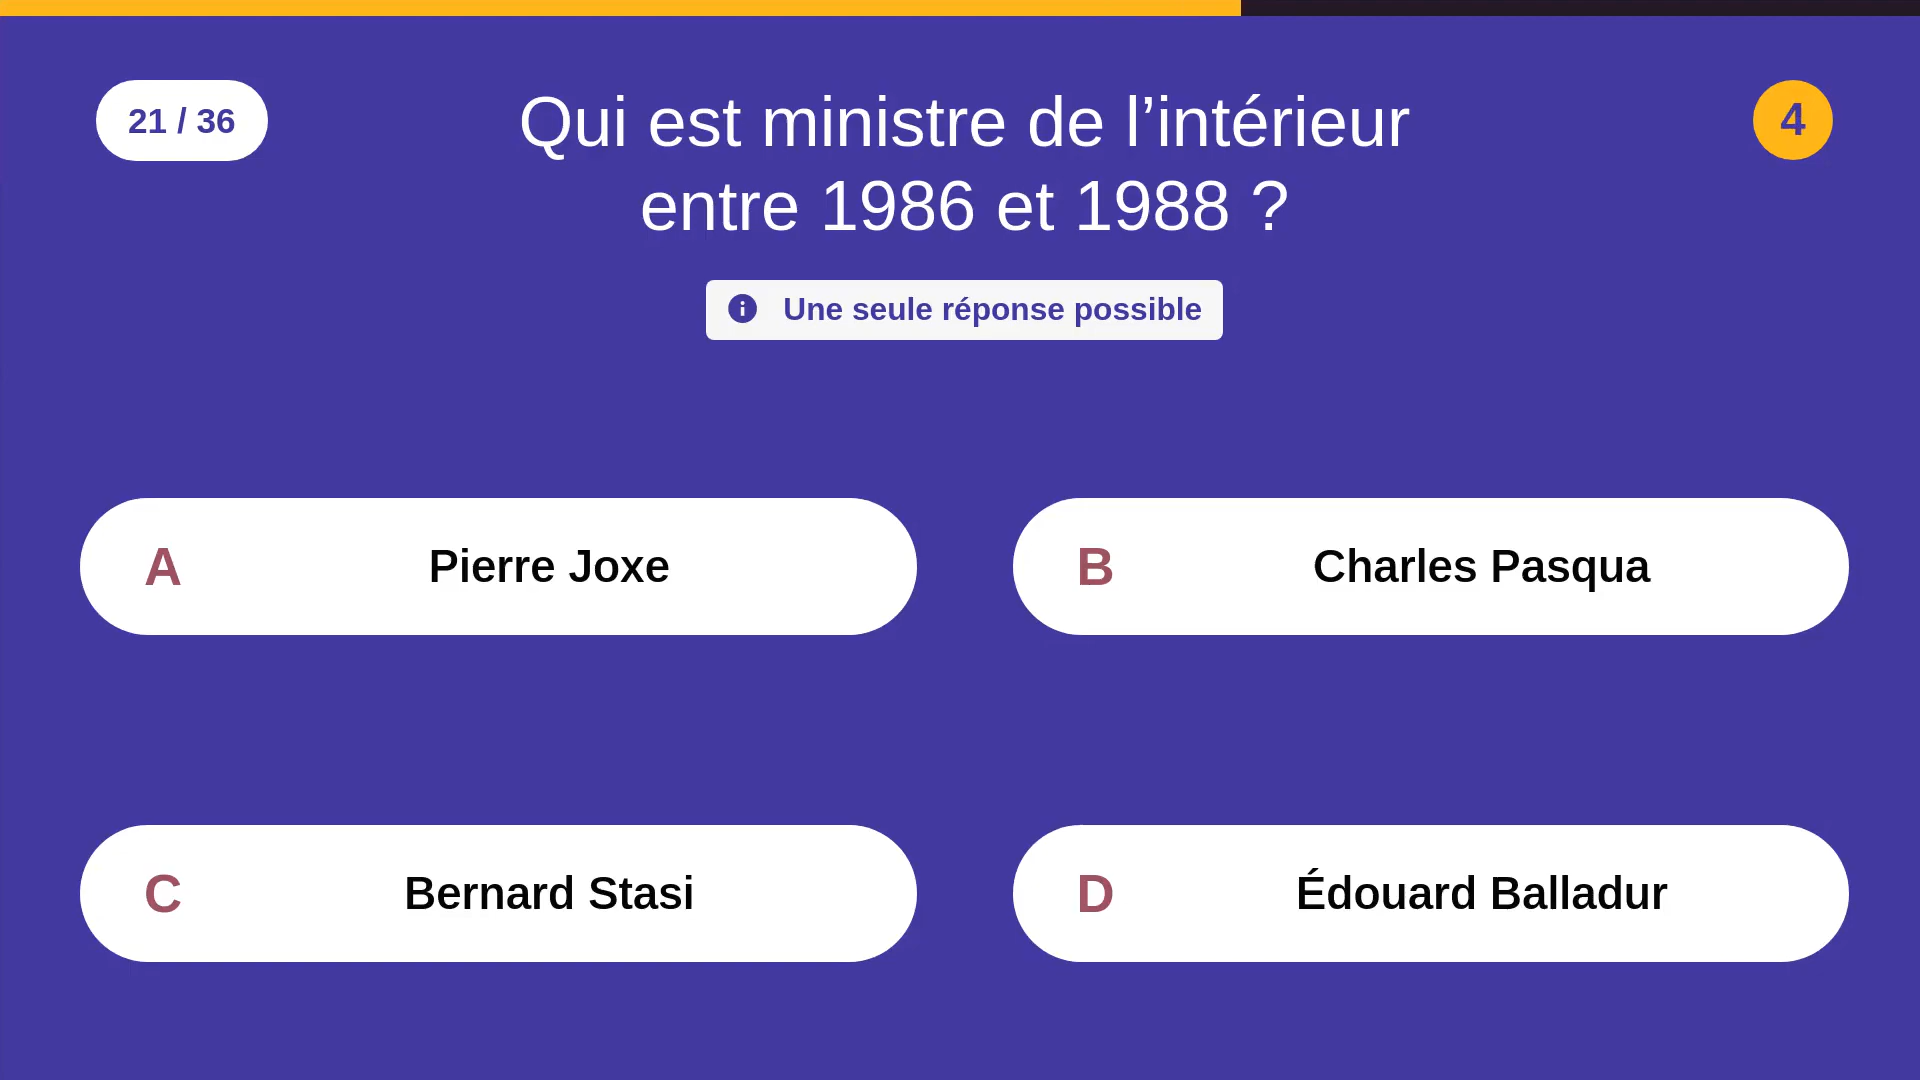 21 / 36
Qui est ministre de l’intérieur
entre 1986 et 1988 ?
4
Une seule réponse possible
A Pierre Joxe
B Charles Pasqua
C Bernard Stasi
D Édouard Balladur